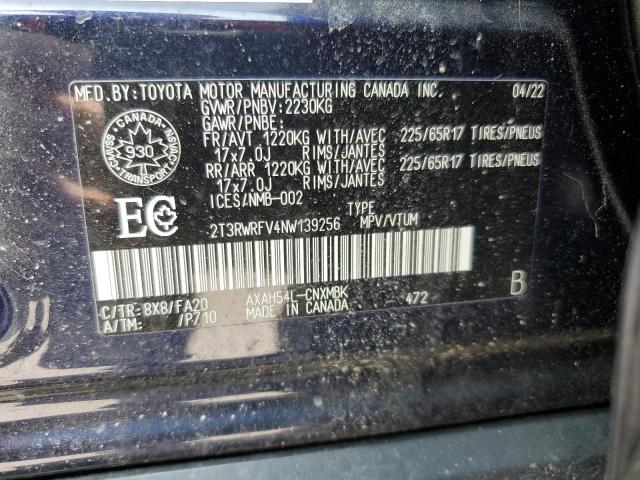 MFD.BY:TOYOTA MOTOR MANUFACTURING CANADA INC. 04/22
GVWR/PNBV:2230KG
GAWR/PNBE:
FR/AVT 1220KG WITH/AVEC 225/65R17 TIRES/PNEUS
17x7.0J RIMS/JANTES
RR/ARR 1220KG WITH/AVEC 225/65R17 TIRES/PNEUS
17x7.0J RIMS/JANTES
ICES/NMB-002
CANADA
930
TRANSPORT
EC
TYPE
2T3RWRFV4NW139256 MPV/VTUM
C/TR: 8X8/FA20 AXAH54L-CNXMBK 472 B
A/TM: /P710 MADE IN CANADA